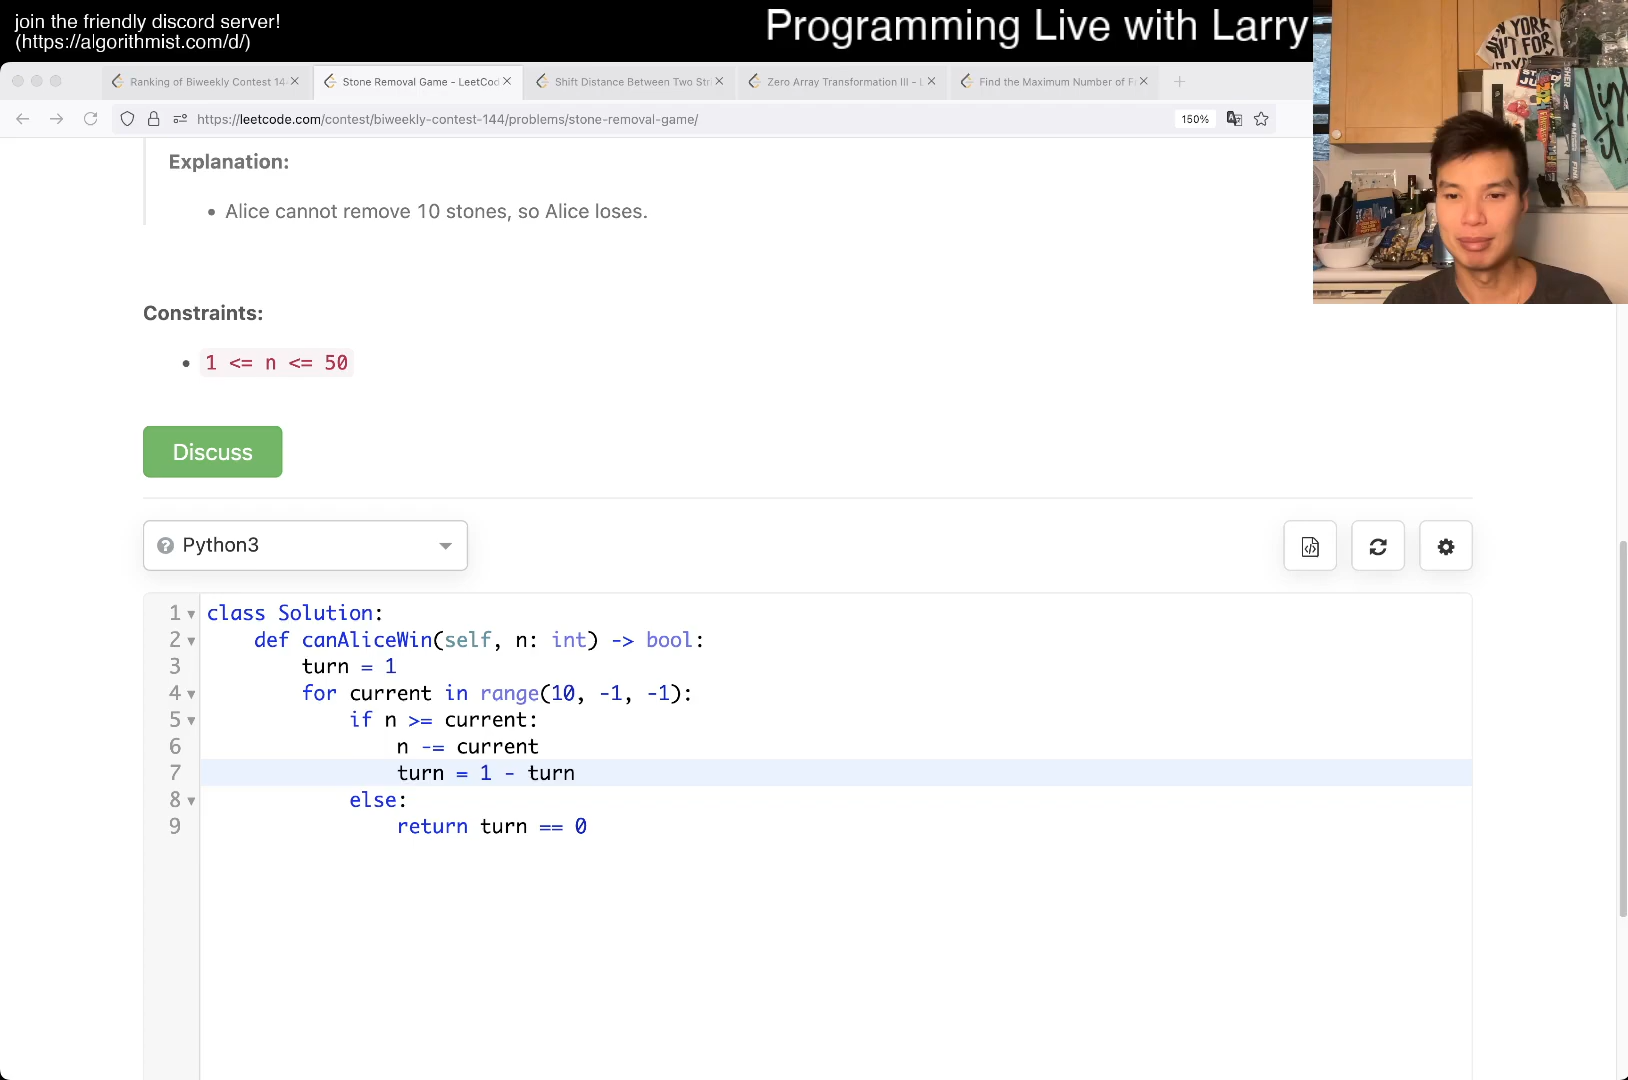 join the friendly discord server!
(https://algorithmist.com/d/)
Programming Live with Larry
Ranking of Biweekly Contest 14
Stone Removal Game - LeetCod
Shift Distance Between Two Str
Zero Array Transformation III - L
Find the Maximum Number of F
https://leetcode.com/contest/biweekly-contest-144/problems/stone-removal-game/
150%
Explanation:
• Alice cannot remove 10 stones, so Alice loses.
Constraints:
• 1 <= n <= 50
Discuss
Python3
1 class Solution:
2     def canAliceWin(self, n: int) -> bool:
3         turn = 1
4         for current in range(10, -1, -1):
5             if n >= current:
6                 n -= current
7                 turn = 1 - turn
8             else:
9                 return turn == 0